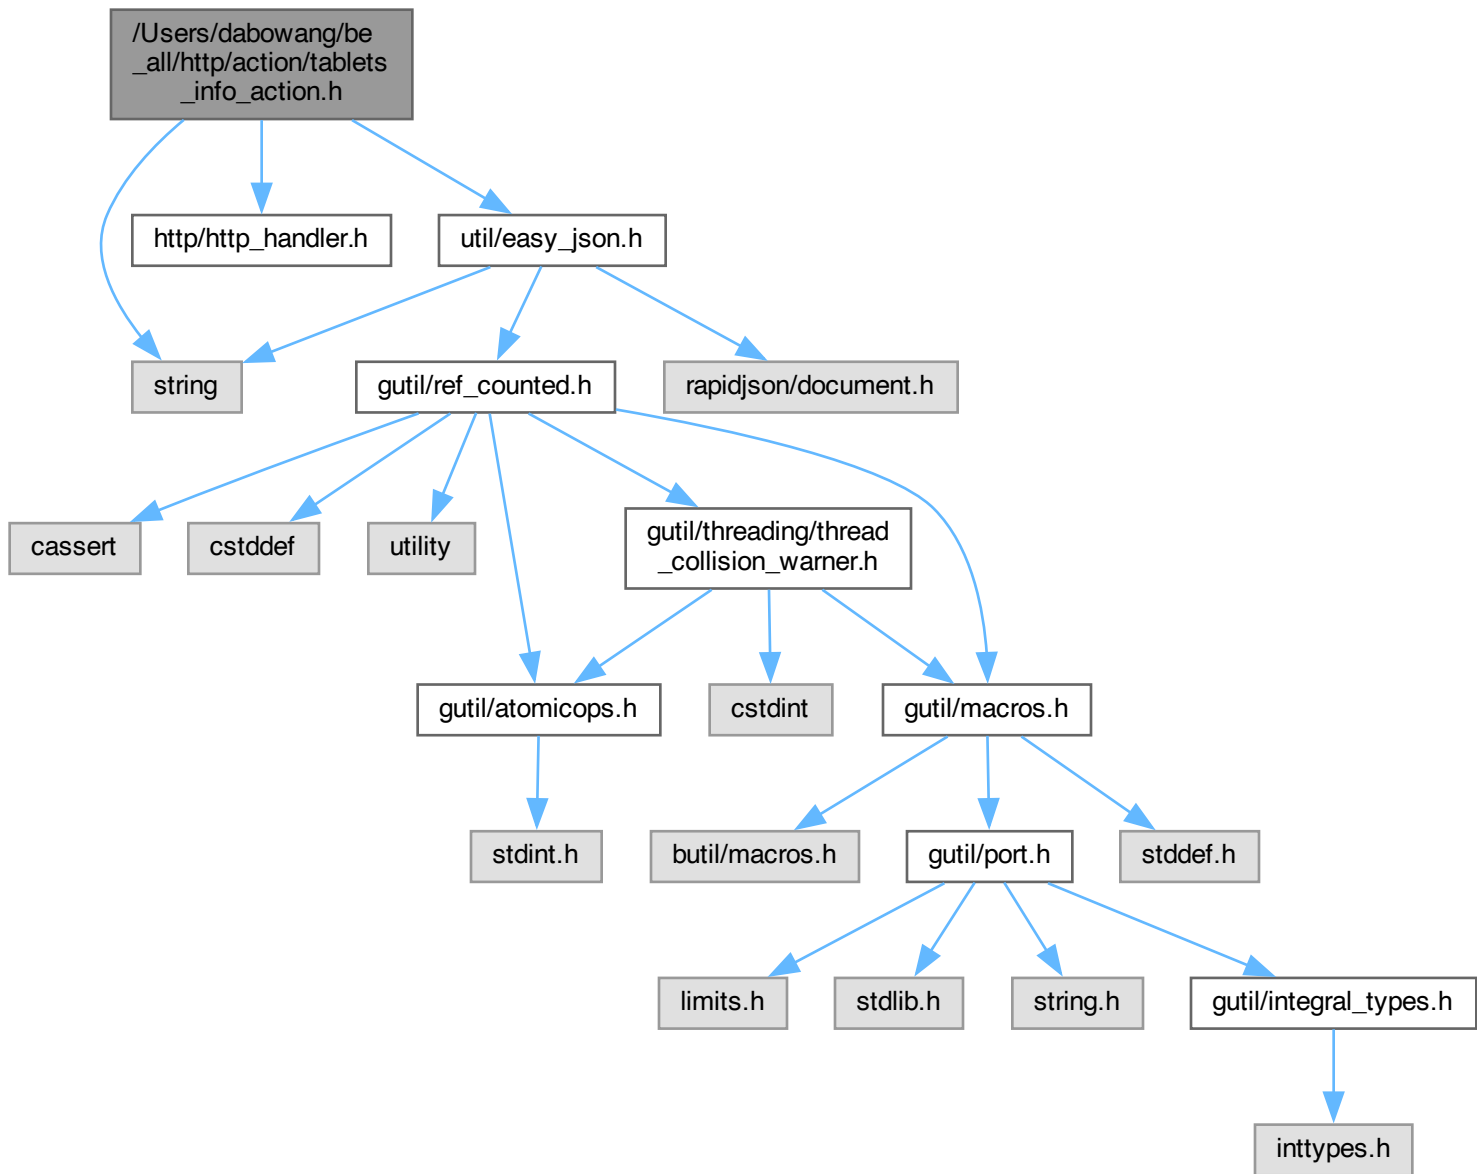 /Users/dabowang/be
_all/http/action/tablets
_info_action.h
http/http_handler.h
util/easy_json.h
string
gutil/ref_counted.h
rapidjson/document.h
cassert
cstddef
utility
gutil/threading/thread
_collision_warner.h
gutil/atomicops.h
cstdint
gutil/macros.h
stdint.h
butil/macros.h
gutil/port.h
stddef.h
limits.h
stdlib.h
string.h
gutil/integral_types.h
inttypes.h